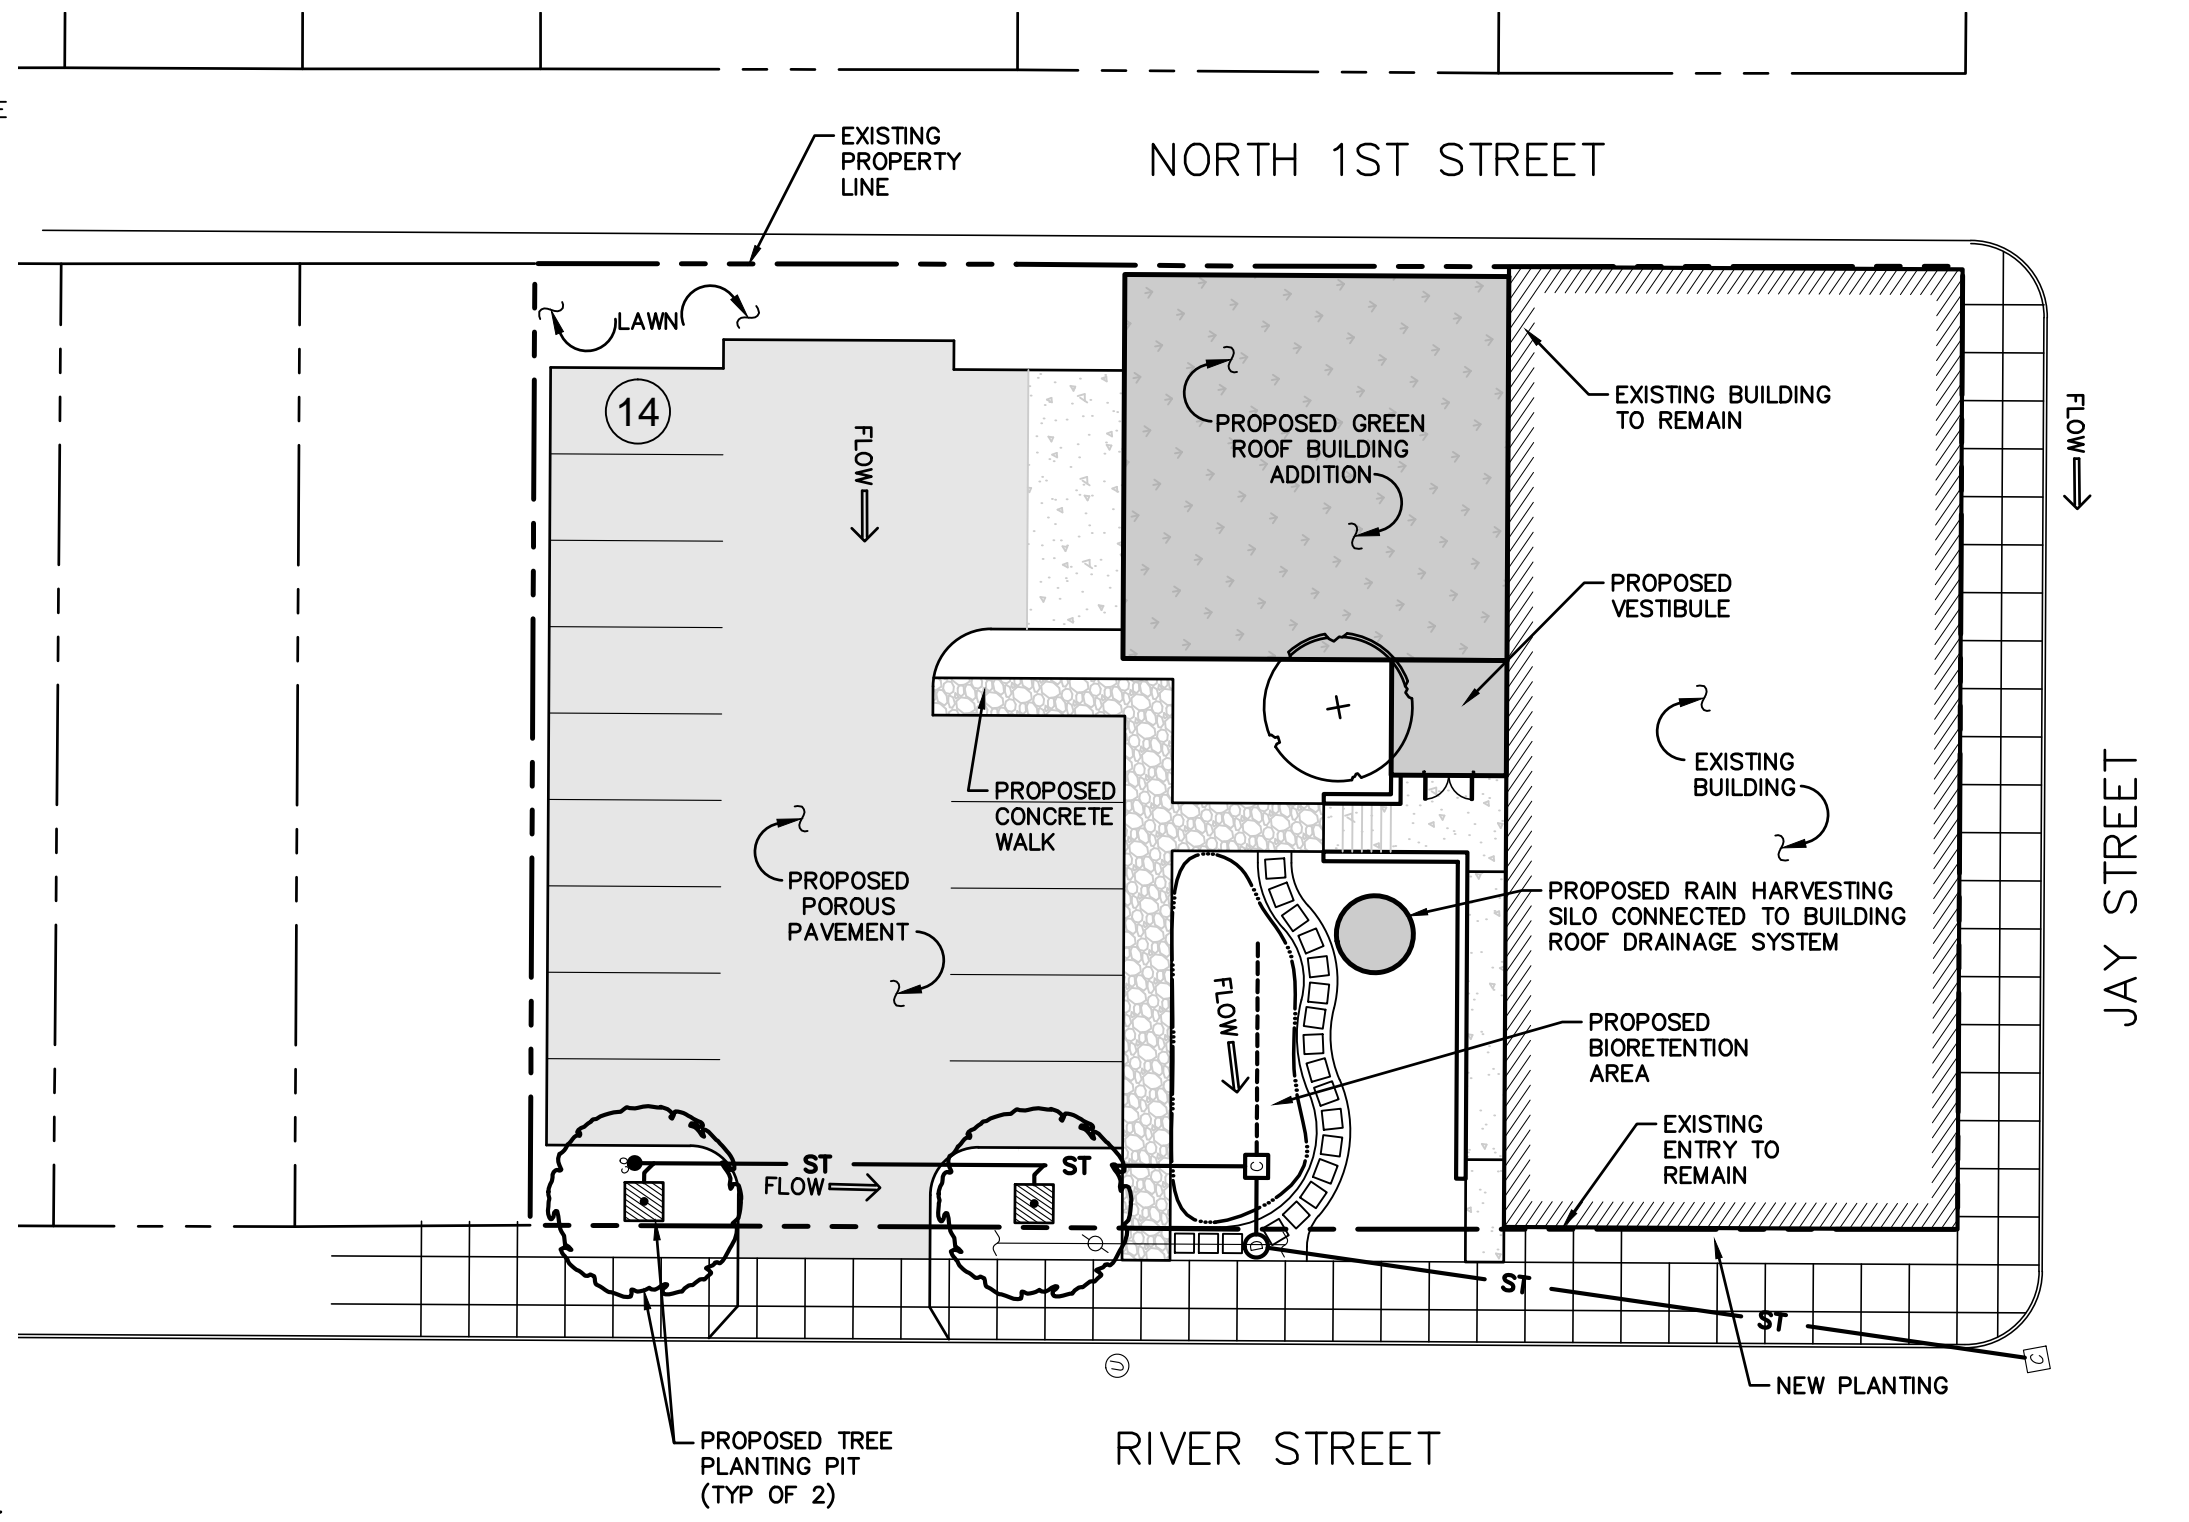 E
EXISTING
PROPERTY
LINE
NORTH 1ST STREET
LAWN
14
FLOW
PROPOSED GREEN
ROOF BUILDING
ADDITION
EXISTING BUILDING
TO REMAIN
FLOW
PROPOSED
VESTIBULE
EXISTING
BUILDING
JAY STREET
PROPOSED
CONCRETE
WALK
PROPOSED
POROUS
PAVEMENT
PROPOSED RAIN HARVESTING
SILO CONNECTED TO BUILDING
ROOF DRAINAGE SYSTEM
FLOW
PROPOSED
BIORETENTION
AREA
EXISTING
ENTRY TO
REMAIN
ST
ST
C
FLOW
D
ST
ST
C
U
NEW PLANTING
PROPOSED TREE
PLANTING PIT
(TYP OF 2)
RIVER STREET